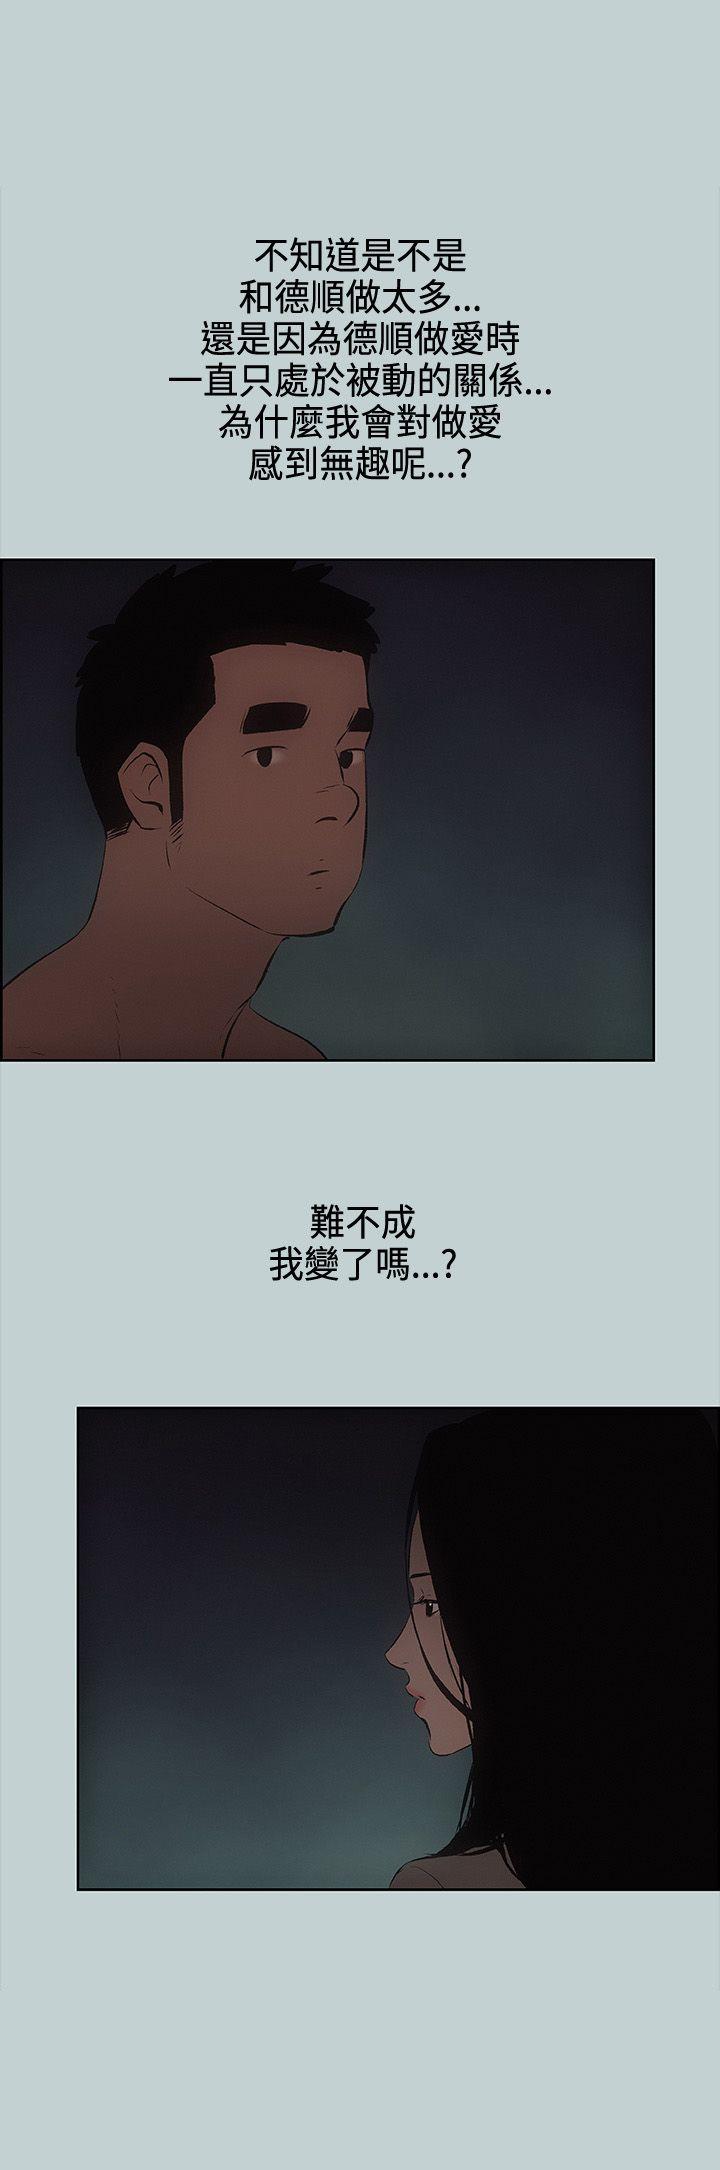 不知道是不是
和德順做太多...
還是因為德順做愛時
一直只處於被動的關係...
為什麼我會對做愛
感到無趣呢...?
難不成
我變了嗎...?